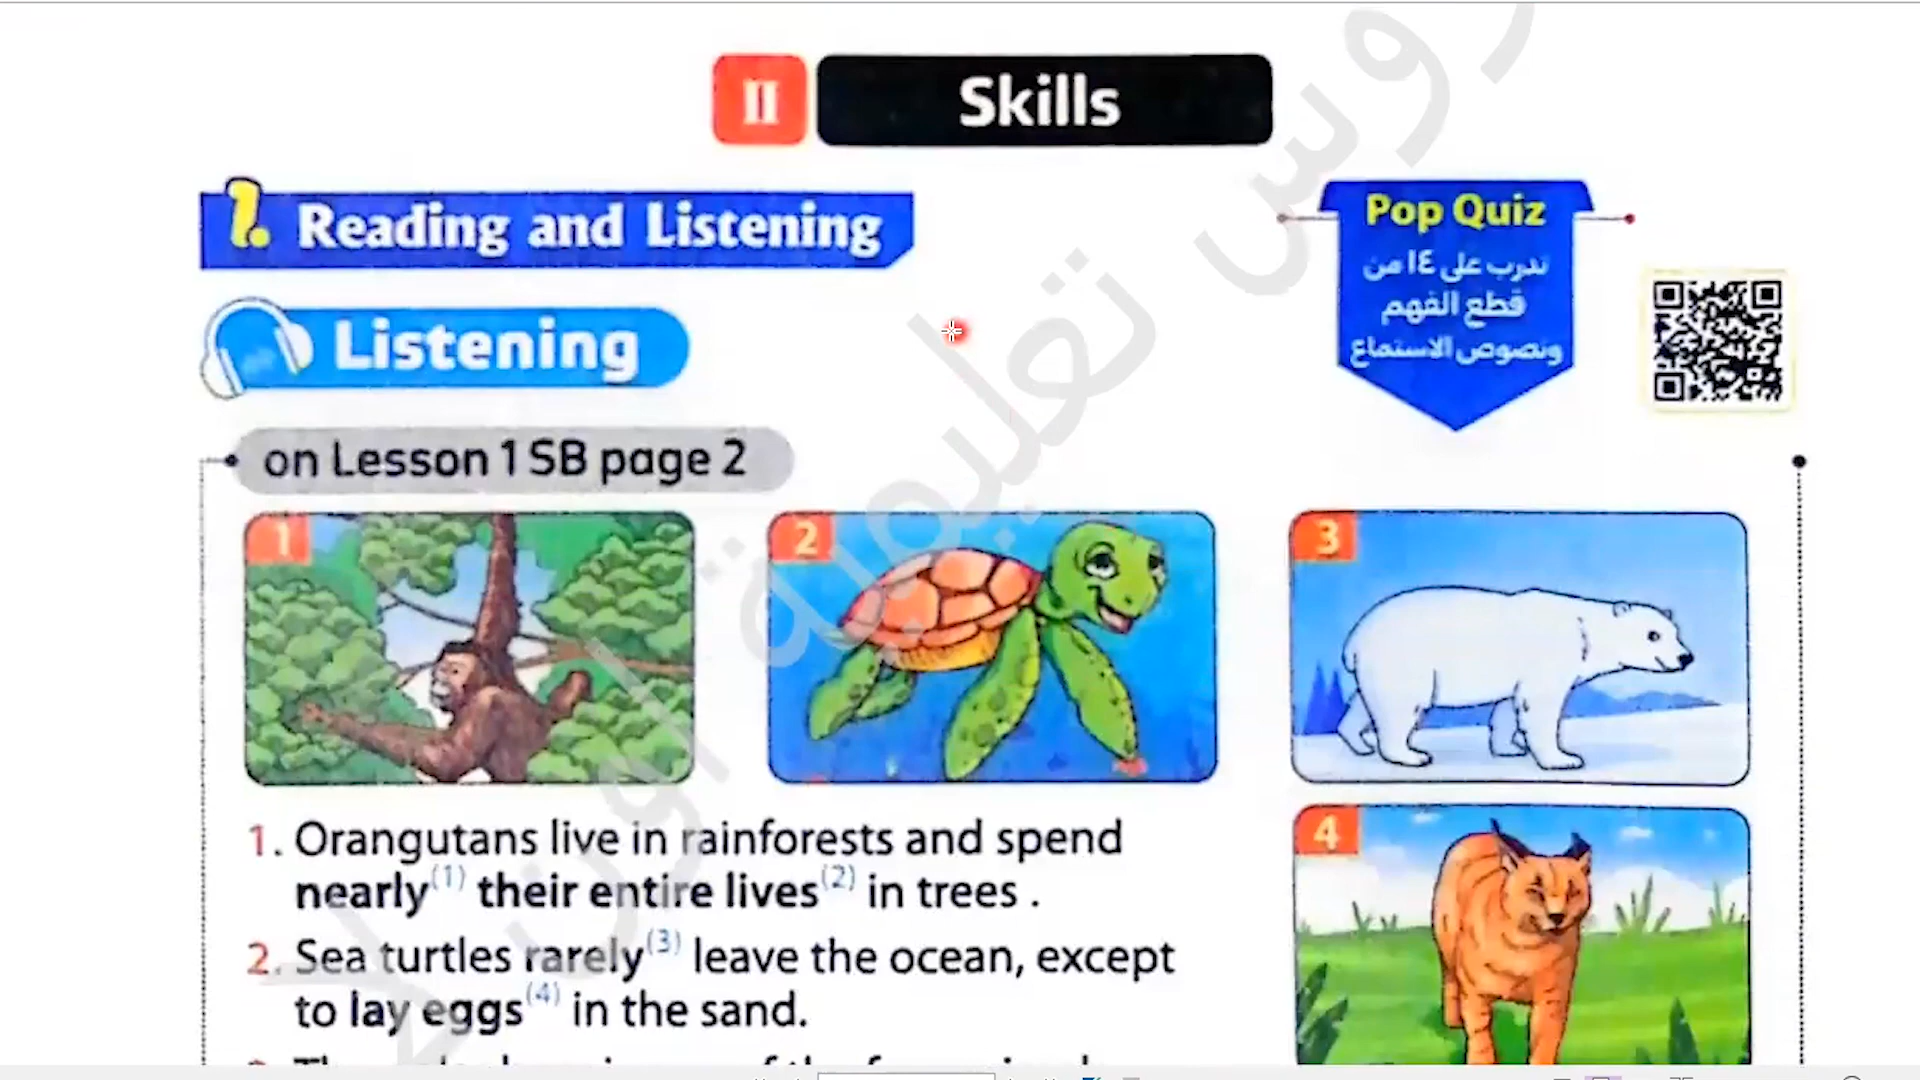 II Skills
1. Reading and Listening
Pop Quiz
تدرب على ١٤ من
قطع الفهم
ونصوص الاستماع
Listening
on Lesson 1 SB page 2
1
2
3
4
1. Orangutans live in rainforests and spend
nearly(1) their entire lives(2) in trees .
2. Sea turtles rarely(3) leave the ocean, except
to lay eggs(4) in the sand.